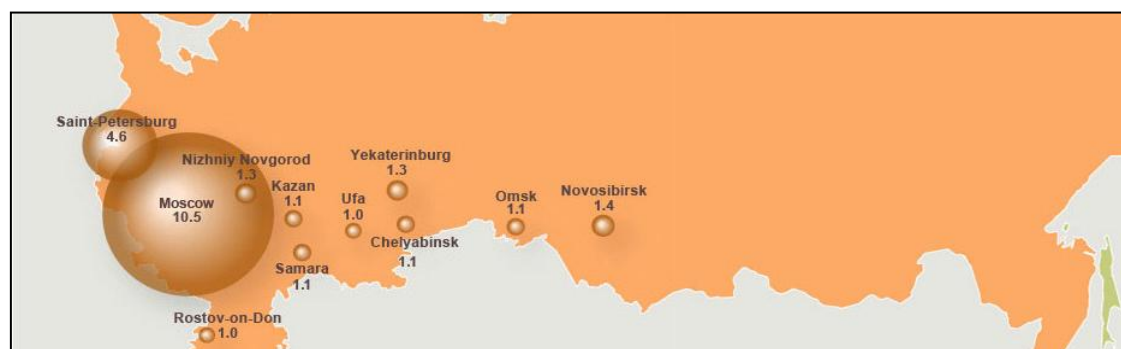 Saint-Petersburg
4.6
Nizhniy Novgorod
1.3
Moscow
10.5
Kazan
1.1
Ufa
1.0
Yekaterinburg
1.3
Chelyabinsk
1.1
Samara
1.1
Omsk
1.1
Novosibirsk
1.4
Rostov-on-Don
1.0